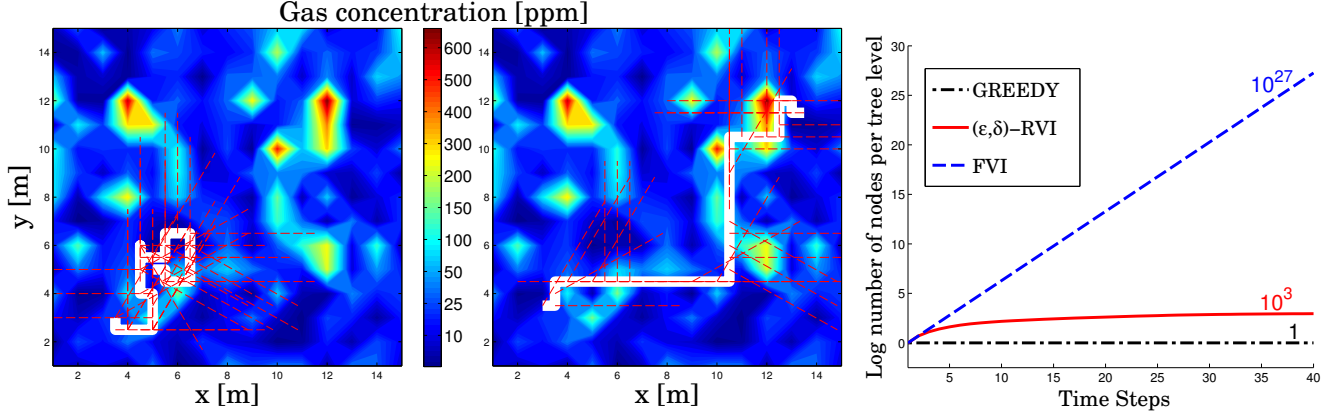 Gas concentration [ppm]
y [m]
14
12
10
8
6
4
2
2 4 6 8 10 12 14
x [m]
600
500
400
300
200
100
50
25
10
14
12
10
8
6
4
2
2 4 6 8 10 12 14
x [m]
Log number of nodes per tree level
30
25
20
15
10
5
0
5 10 15 20 25 30 35 40
Time Steps
GREEDY
(ε,δ)−RVI
FVI
10^27
10^3
1